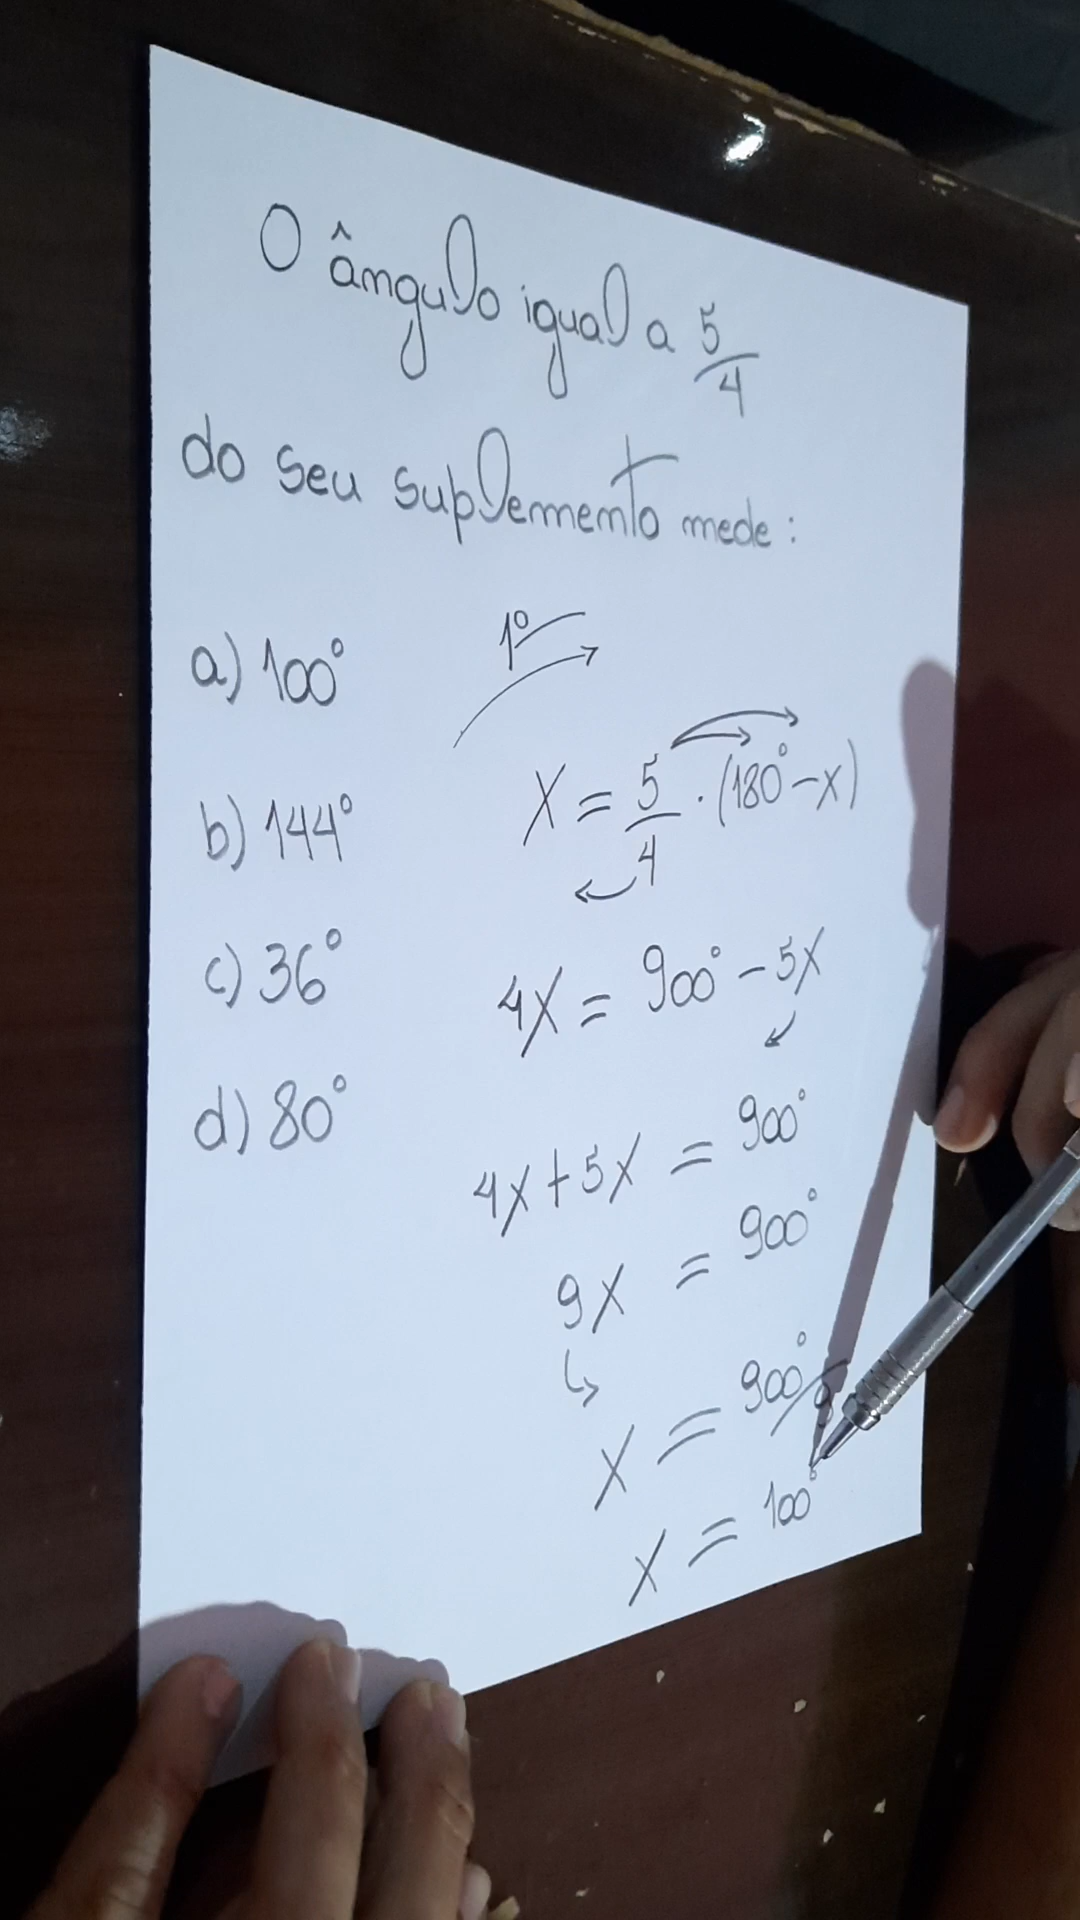 O ângulo igual a 5/4
do seu suplemento mede:
a) 100°
1°
b) 144°
x = 5/4 . (180° - x)
c) 36°
4x = 900° - 5x
d) 80°
4x + 5x = 900°
9x = 900°
x = 900°/9
x = 100°